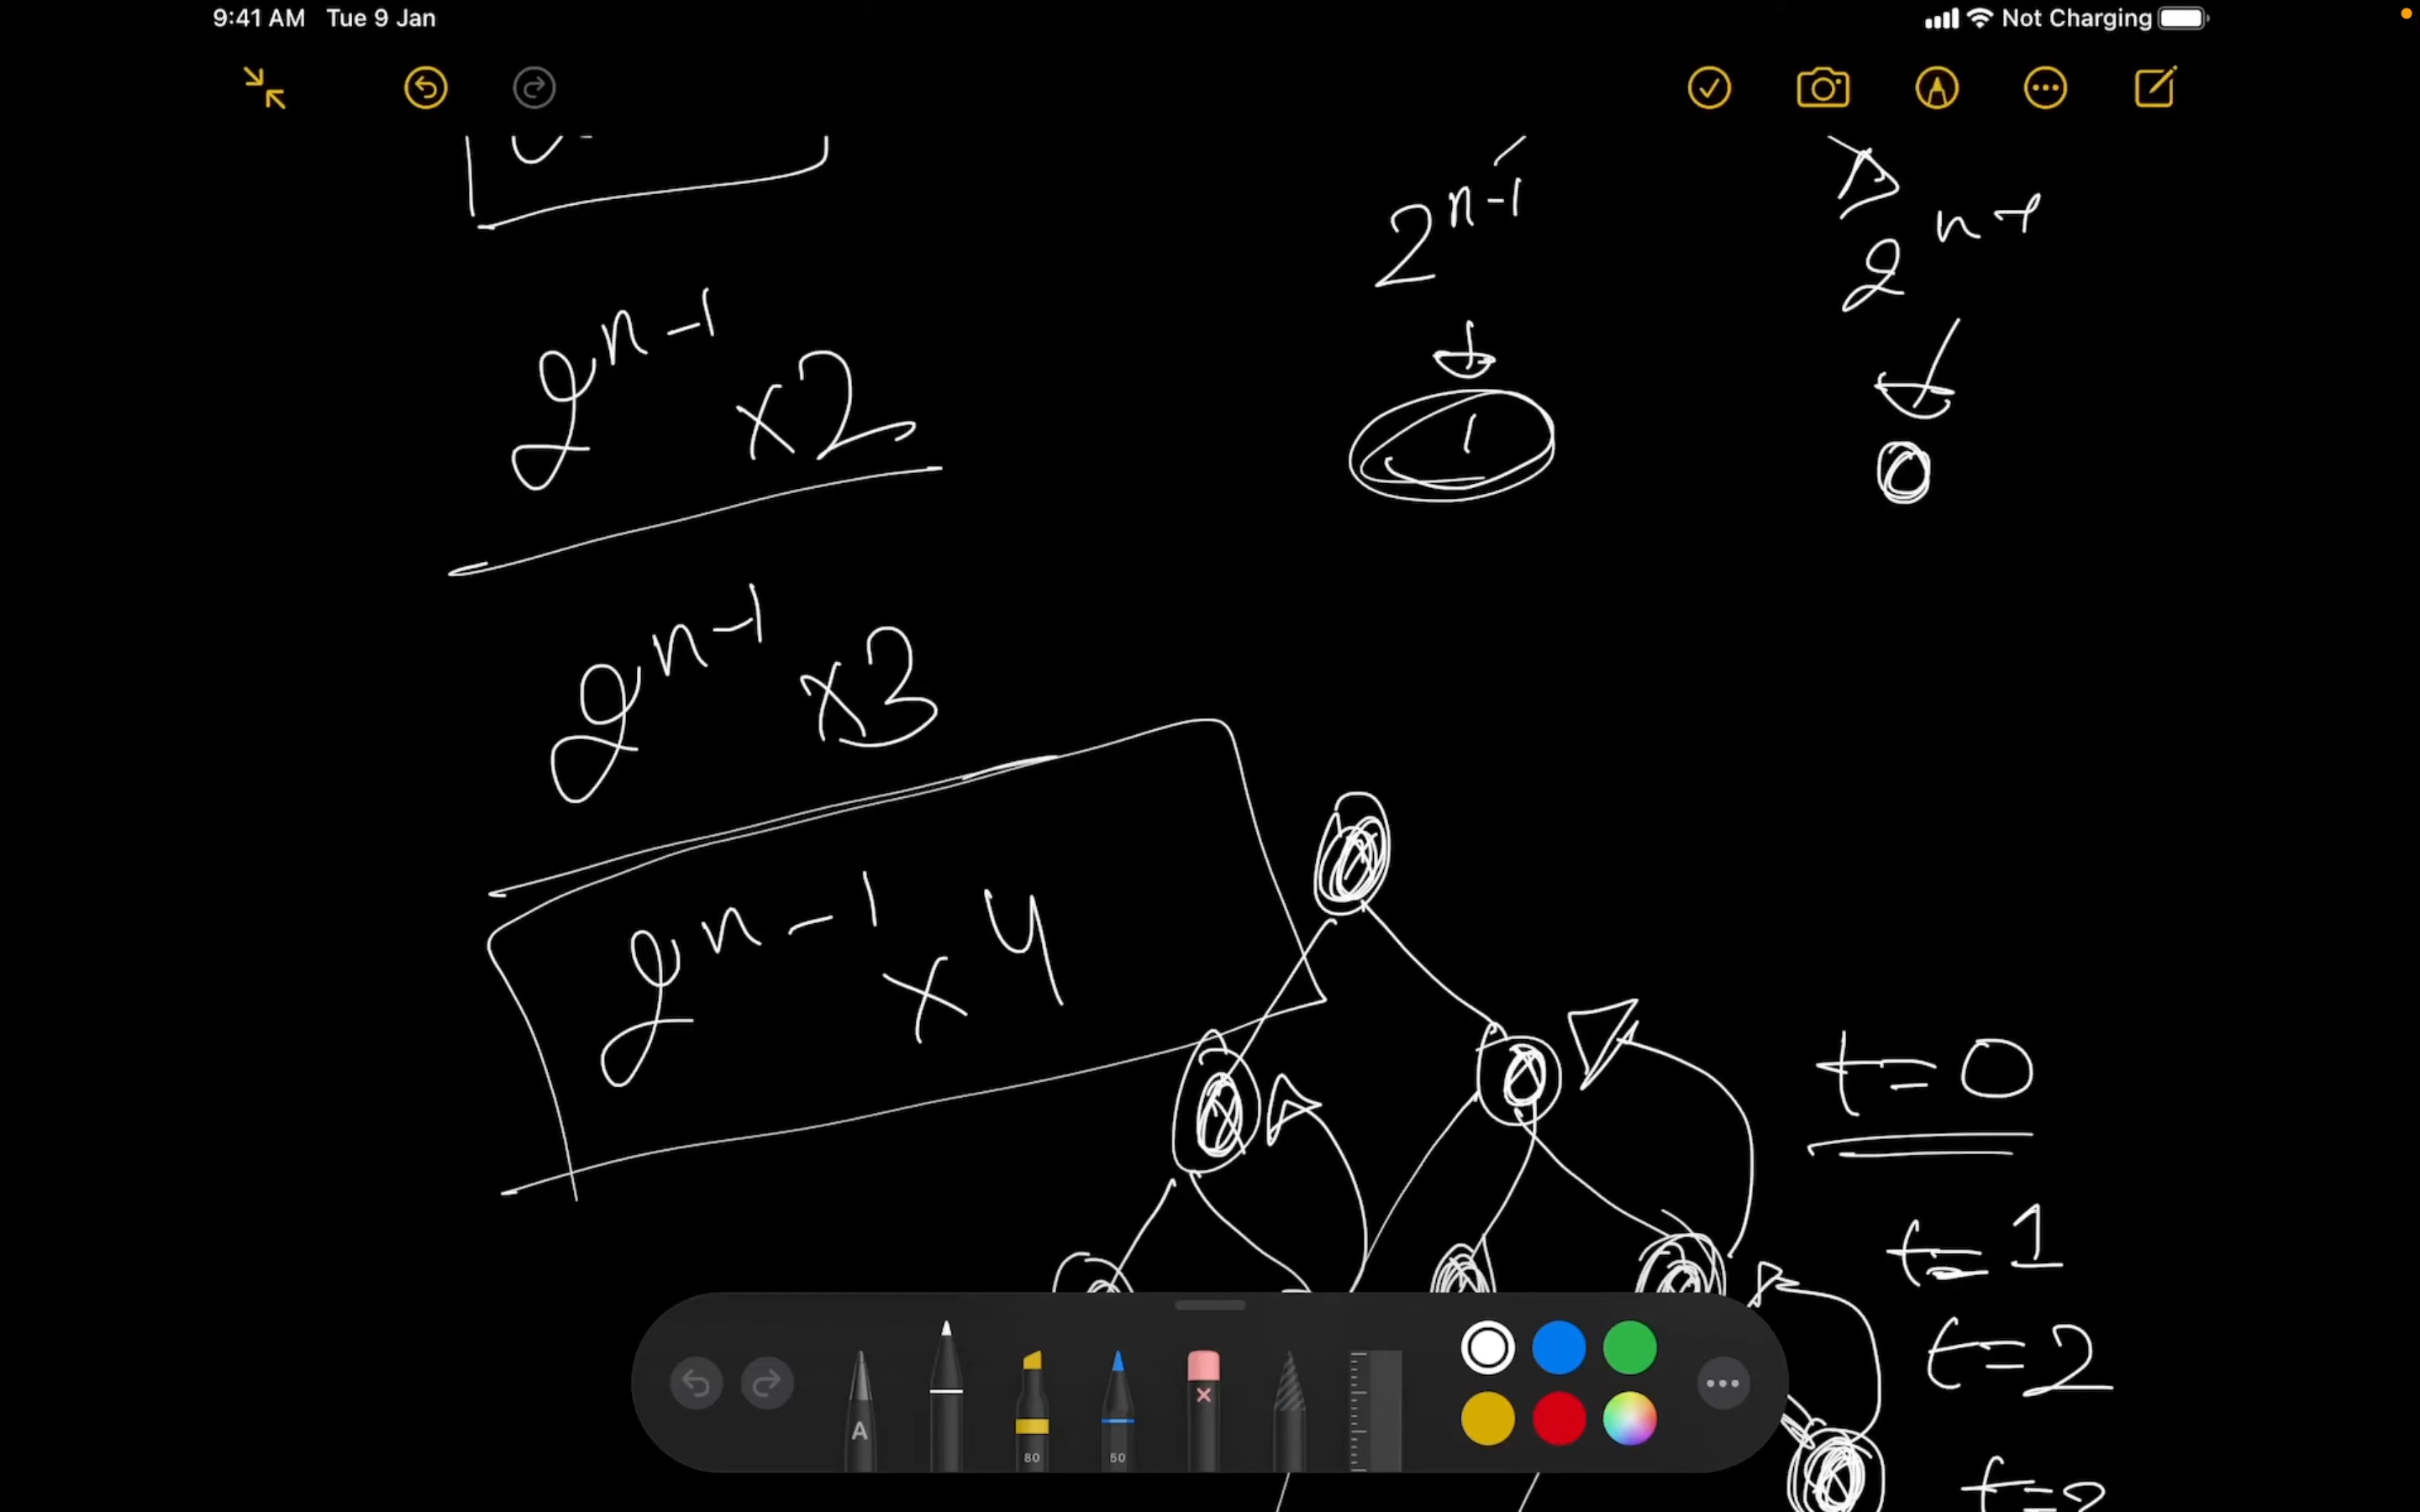 9:41 AM Tue 9 Jan
Not Charging
2^{n-1}
2^{n-1}
1
0
2^{n-1} x2
2^{n-1} x3
2^{n-1} x 4
t=0
t=1
t=2
A
80
50